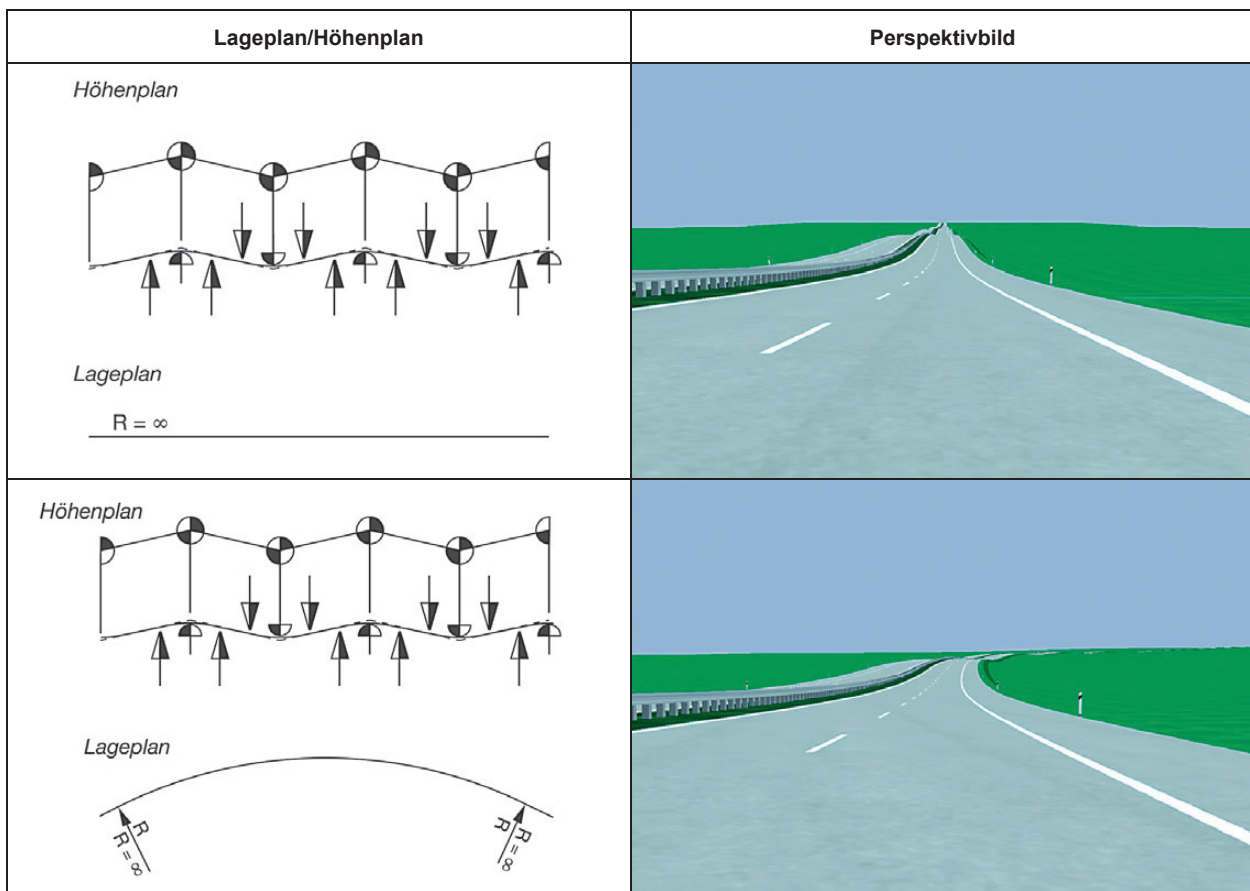 Lageplan/Höhenplan
Perspektivbild
Höhenplan
Lageplan
R = ∞
Höhenplan
Lageplan
R
R = ∞
R = ∞
R